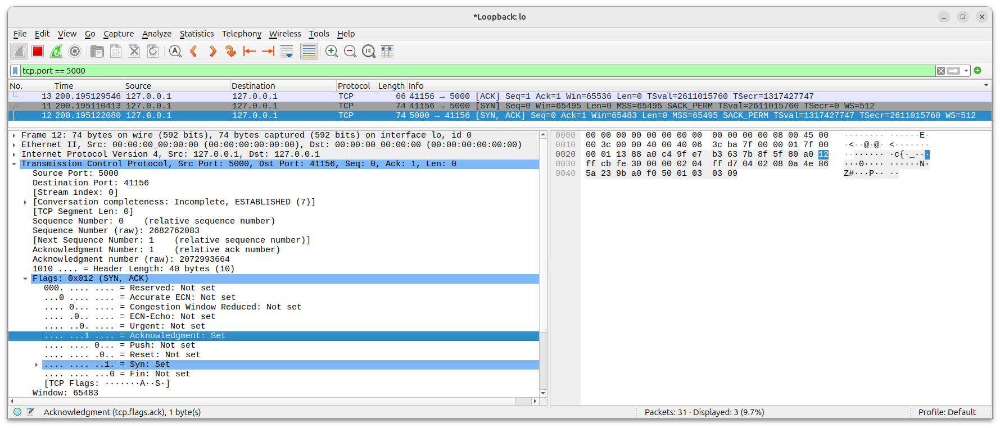 *Loopback: lo
File Edit View Go Capture Analyze Statistics Telephony Wireless Tools Help
tcp.port == 5000
No. Time Source Destination Protocol Length Info
13 200.195129546 127.0.0.1 127.0.0.1 TCP 66 41156 → 5000 [ACK] Seq=1 Ack=1 Win=65536 Len=0 TSval=2611015760 TSecr=1317427747
11 200.195110413 127.0.0.1 127.0.0.1 TCP 74 41156 → 5000 [SYN] Seq=0 Win=65495 Len=0 MSS=65495 SACK_PERM TSval=2611015760 TSecr=0 WS=512
12 200.195122080 127.0.0.1 127.0.0.1 TCP 74 5000 → 41156 [SYN, ACK] Seq=0 Ack=1 Win=65483 Len=0 MSS=65495 SACK_PERM TSval=1317427747 TSecr=2611015760 WS=512
Frame 12: 74 bytes on wire (592 bits), 74 bytes captured (592 bits) on interface lo, id 0
Ethernet II, Src: 00:00:00_00:00:00 (00:00:00:00:00:00), Dst: 00:00:00_00:00:00 (00:00:00:00:00:00)
Internet Protocol Version 4, Src: 127.0.0.1, Dst: 127.0.0.1
Transmission Control Protocol, Src Port: 5000, Dst Port: 41156, Seq: 0, Ack: 1, Len: 0
Source Port: 5000
Destination Port: 41156
[Stream index: 0]
[Conversation completeness: Incomplete, ESTABLISHED (7)]
[TCP Segment Len: 0]
Sequence Number: 0 (relative sequence number)
Sequence Number (raw): 2682762083
[Next Sequence Number: 1 (relative sequence number)]
Acknowledgment Number: 1 (relative ack number)
Acknowledgment number (raw): 2072993664
1010 .... = Header Length: 40 bytes (10)
Flags: 0x012 (SYN, ACK)
000. .... .... = Reserved: Not set
...0 .... .... = Accurate ECN: Not set
.... 0... .... = Congestion Window Reduced: Not set
.... .0.. .... = ECN-Echo: Not set
.... ..0. .... = Urgent: Not set
.... ...1 .... = Acknowledgment: Set
.... .... 0... = Push: Not set
.... .... .0.. = Reset: Not set
.... .... ..1. = Syn: Set
.... .... ...0 = Fin: Not set
[TCP Flags: ·······A··S·]
Window: 65483
0000 00 00 00 00 00 00 00 00 00 00 00 00 08 00 45 00 ········ ······E·
0010 00 3c 00 00 40 00 40 06 3c ba 7f 00 00 01 7f 00 ·<··@·@· <·······
0020 00 01 13 88 a0 c4 9f e7 b3 63 7b 8f 5f 80 a0 12 ········ ·c{·_···
0030 ff cb fe 30 00 00 02 04 ff d7 04 02 08 0a 4e 86 ···0···· ······N·
0040 5a 23 9b a0 f0 50 01 03 03 09 Z#···P·· ··
Acknowledgment (tcp.flags.ack), 1 byte(s)
Packets: 31 · Displayed: 3 (9.7%)
Profile: Default